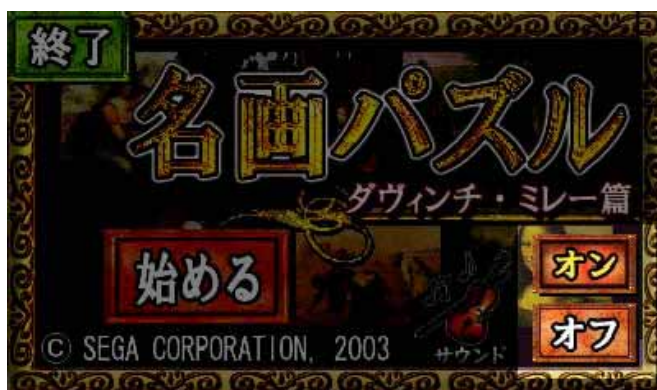 終了
名画パズル
ダヴィンチ・ミレー篇
始める
オン
オフ
サウンド
© SEGA CORPORATION, 2003